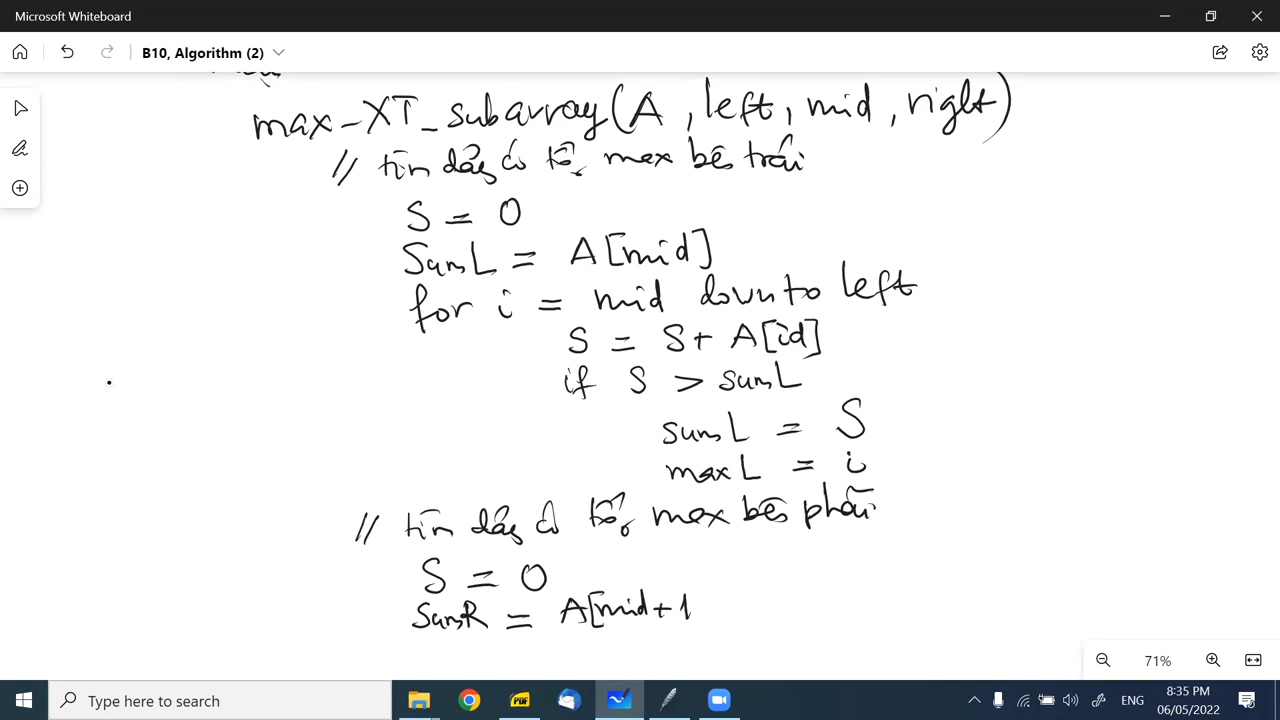 Microsoft Whiteboard
B10, Algorithm (2)
max-XT_subarray(A, left, mid, right)
// tìm dãy có tổng max bên trái
S = 0
SumL = A[mid]
for i = mid downto left
S = S + A[id]
if S > sumL
sumL = S
maxL = i
// tìm dãy có tổng max bên phải
S = 0
SumR = A[mid+1
71%
Type here to search
PDF
ENG
8:35 PM
06/05/2022